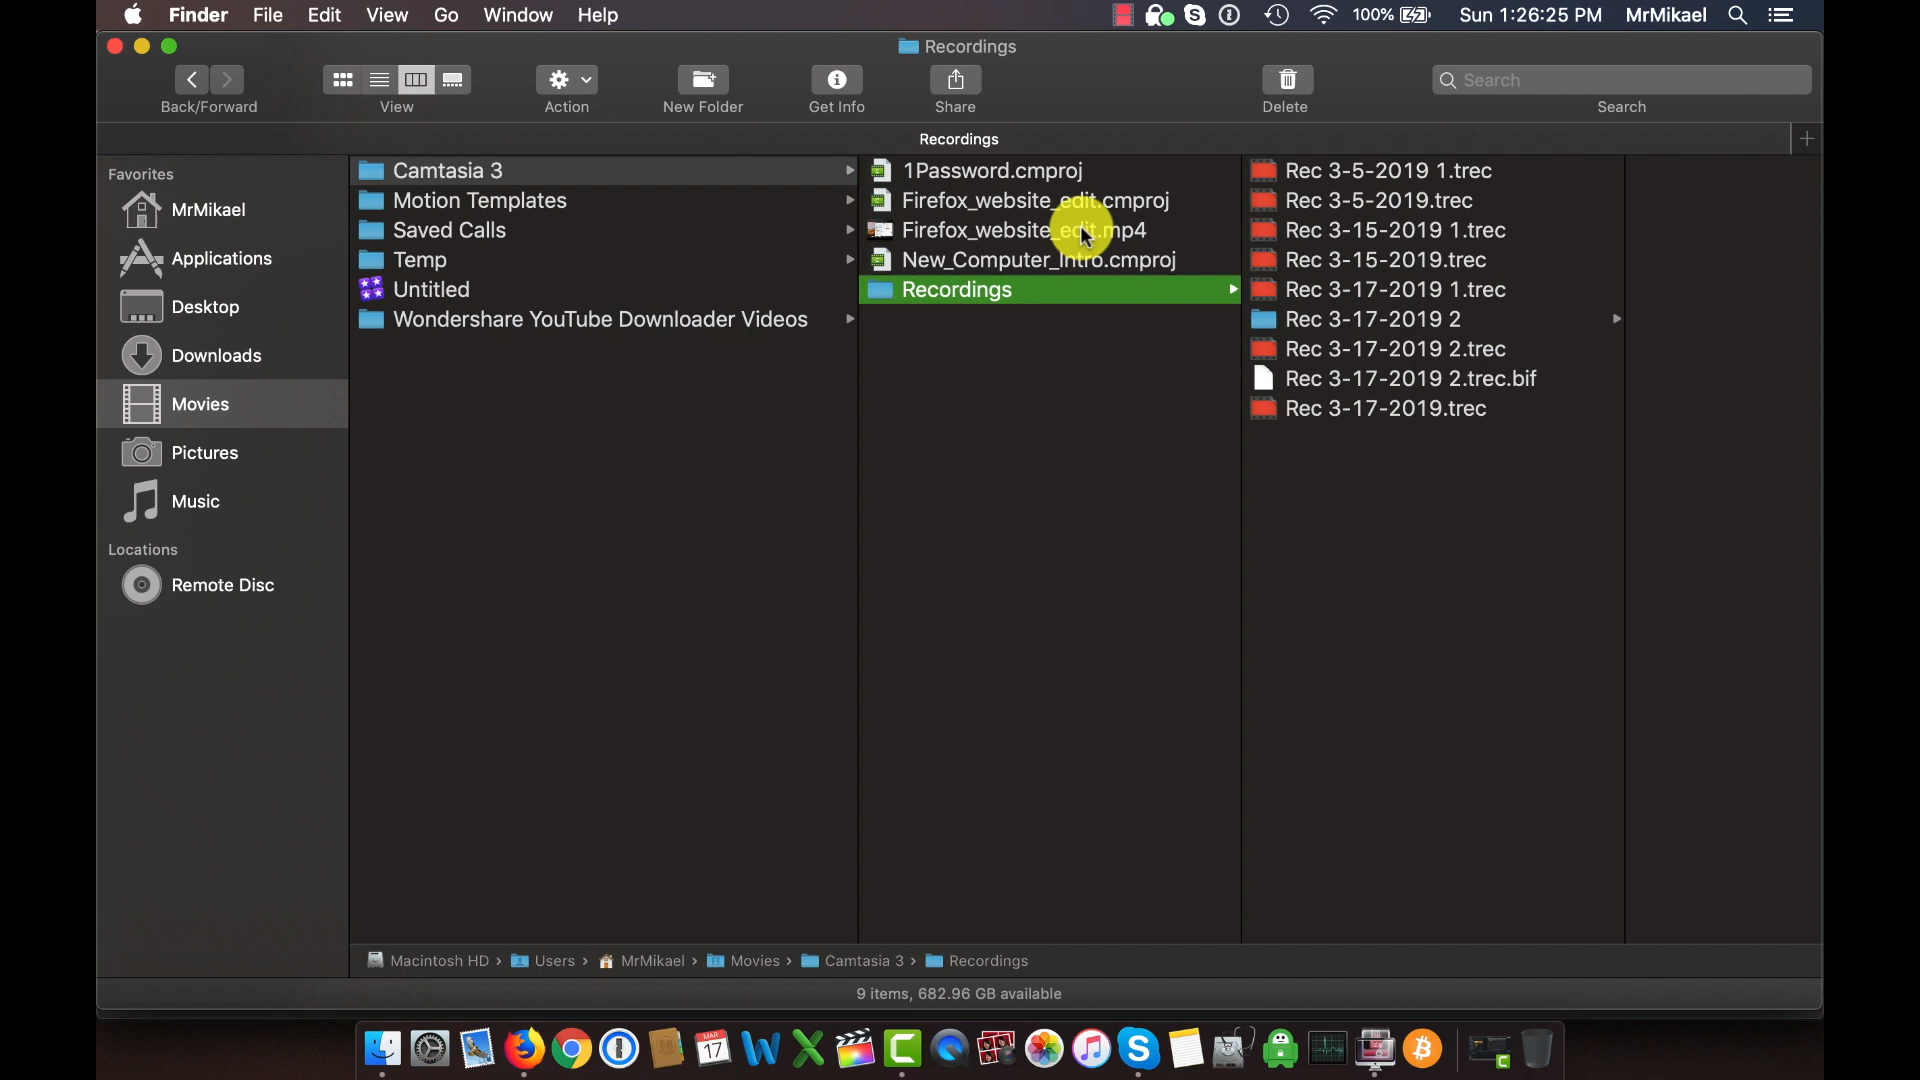 Finder File Edit View Go Window Help 100% Sun 1:26:25 PM MrMikael
Recordings
Back/Forward View Action New Folder Get Info Share Delete Search
Search
Recordings
Favorites
MrMikael
Applications
Desktop
Downloads
Movies
Pictures
Music
Locations
Remote Disc
Camtasia 3
Motion Templates
Saved Calls
Temp
Untitled
Wondershare YouTube Downloader Videos
1Password.cmproj
Firefox_website_edit.cmproj
Firefox_website_edit.mp4
New_Computer_Intro.cmproj
Recordings
Rec 3-5-2019 1.trec
Rec 3-5-2019.trec
Rec 3-15-2019 1.trec
Rec 3-15-2019.trec
Rec 3-17-2019 1.trec
Rec 3-17-2019 2
Rec 3-17-2019 2.trec
Rec 3-17-2019 2.trec.bif
Rec 3-17-2019.trec
Macintosh HD › Users › MrMikael › Movies › Camtasia 3 › Recordings
9 items, 682.96 GB available
MAR
17